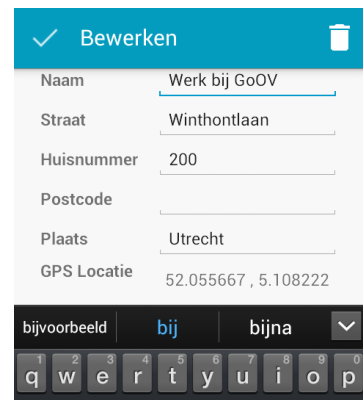 Bewerken
Naam Werk bij GoOV
Straat Winthontlaan
Huisnummer 200
Postcode
Plaats Utrecht
GPS Locatie 52.055667 , 5.108222
bijvoorbeeld bij bijna
1 2 3 4 5 6 7 8 9 0
q w e r t y u i o p